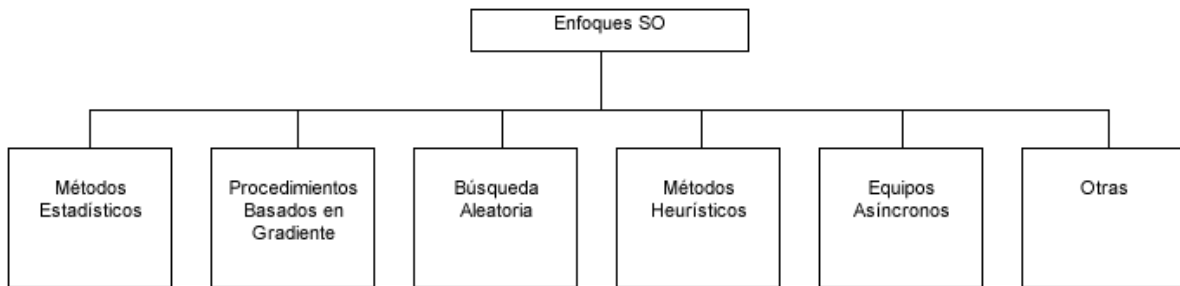 Enfoques SO
Métodos
Estadísticos
Procedimientos
Basados en
Gradiente
Búsqueda
Aleatoria
Métodos
Heurísticos
Equipos
Asíncronos
Otras